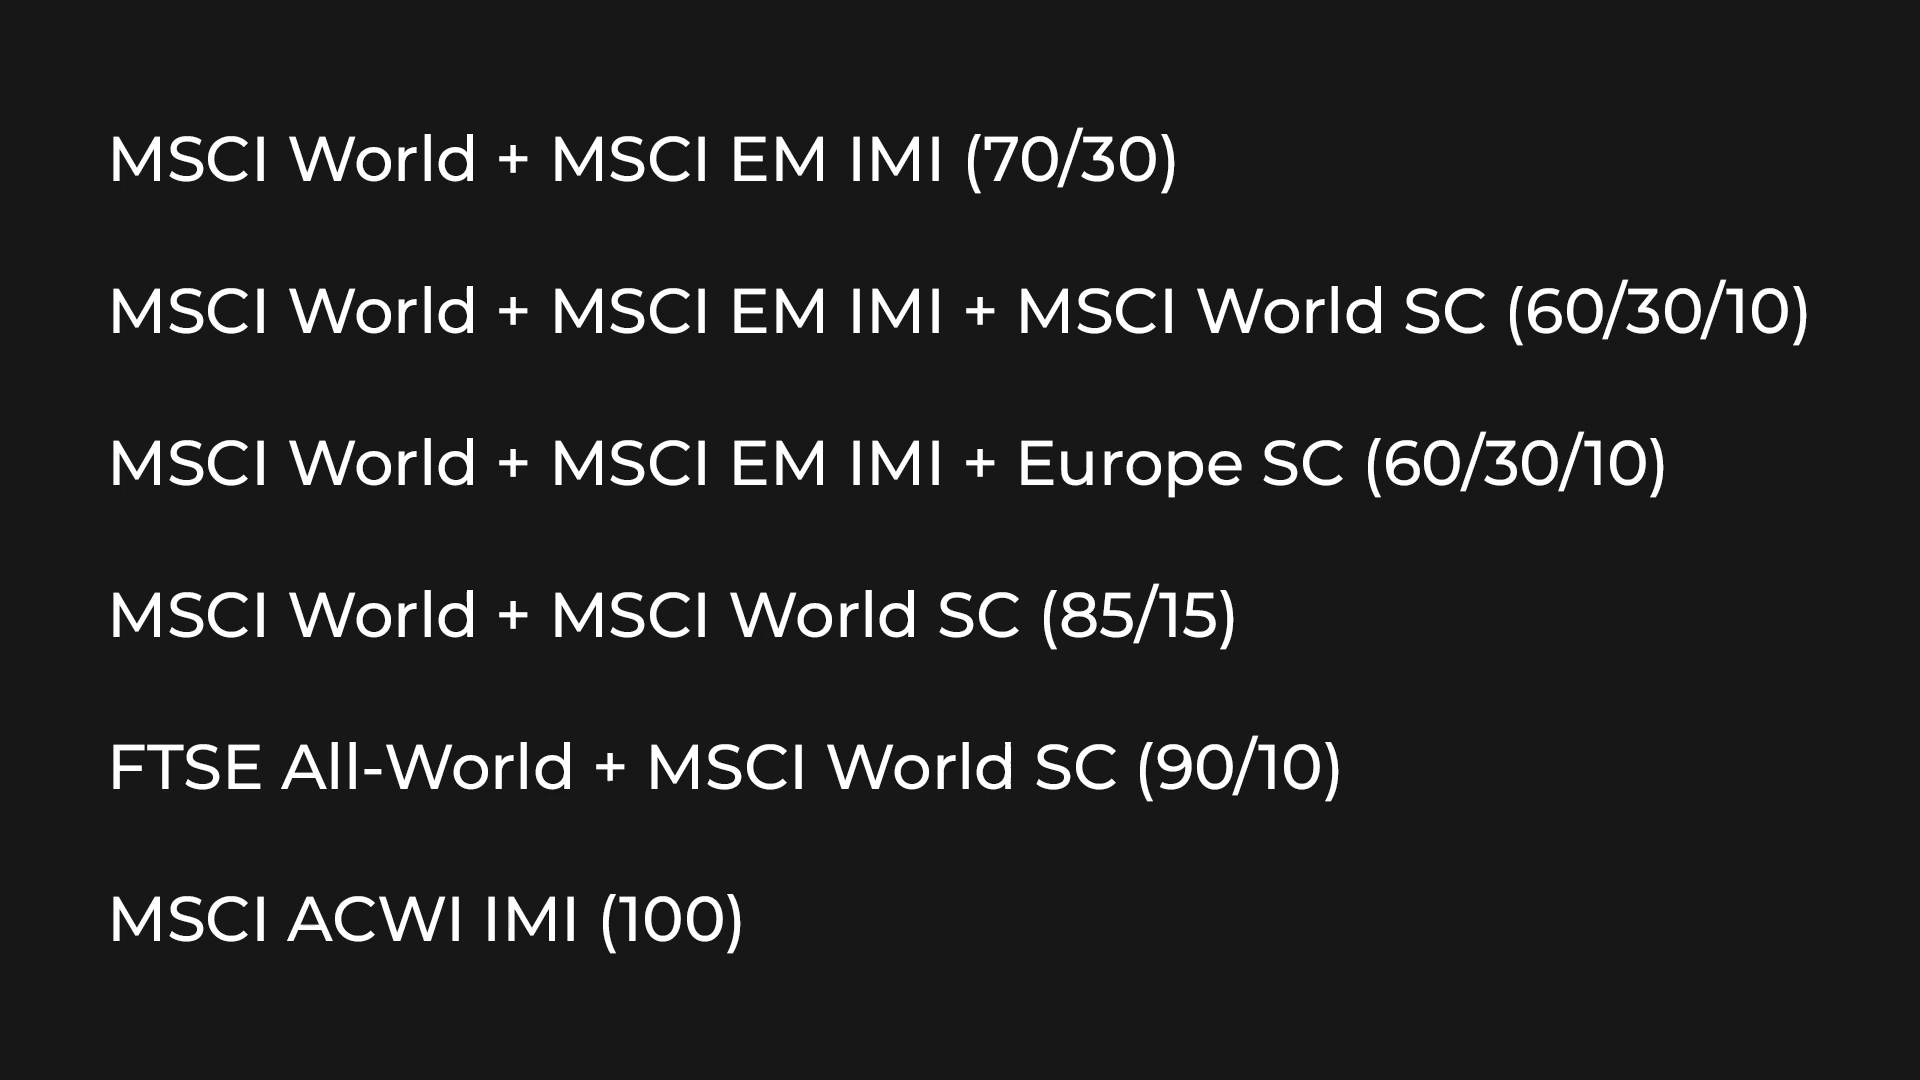 MSCI World + MSCI EM IMI (70/30)
MSCI World + MSCI EM IMI + MSCI World SC (60/30/10)
MSCI World + MSCI EM IMI + Europe SC (60/30/10)
MSCI World + MSCI World SC (85/15)
FTSE All-World + MSCI World SC (90/10)
MSCI ACWI IMI (100)